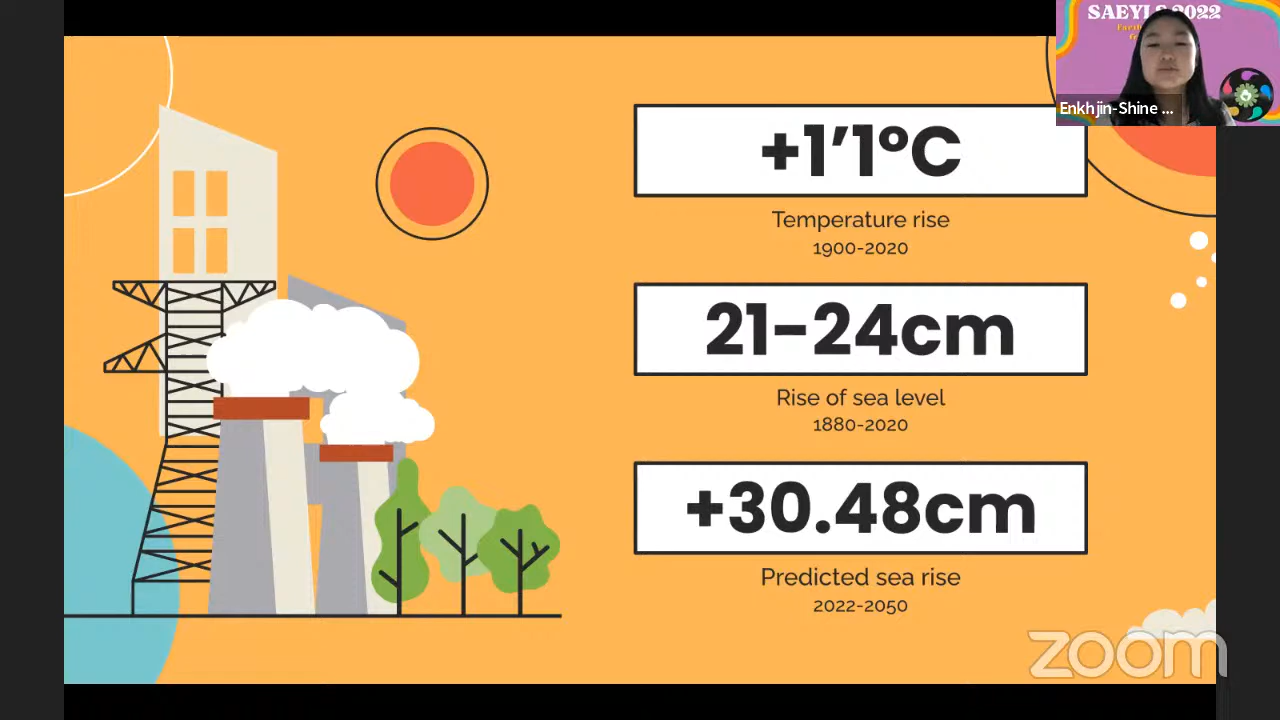 SAEYLS 2022
Enkhjin-Shine ...
+1’1°C
Temperature rise
1900-2020
21-24cm
Rise of sea level
1880-2020
+30.48cm
Predicted sea rise
2022-2050
zoom